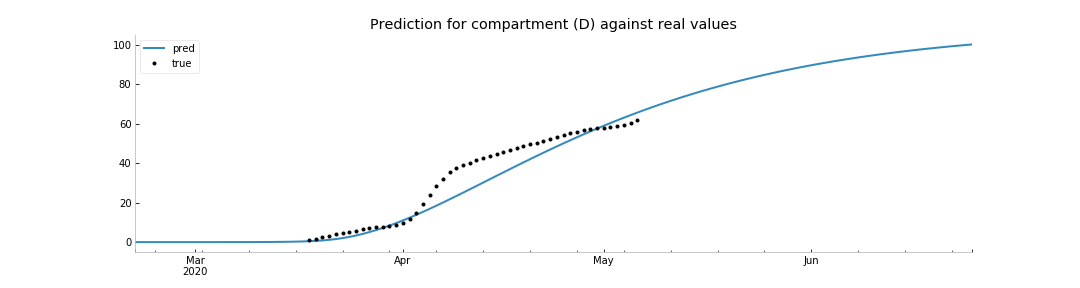 Prediction for compartment (D) against real values
100
80
60
40
20
0
pred
true
Mar
2020
Apr
May
Jun